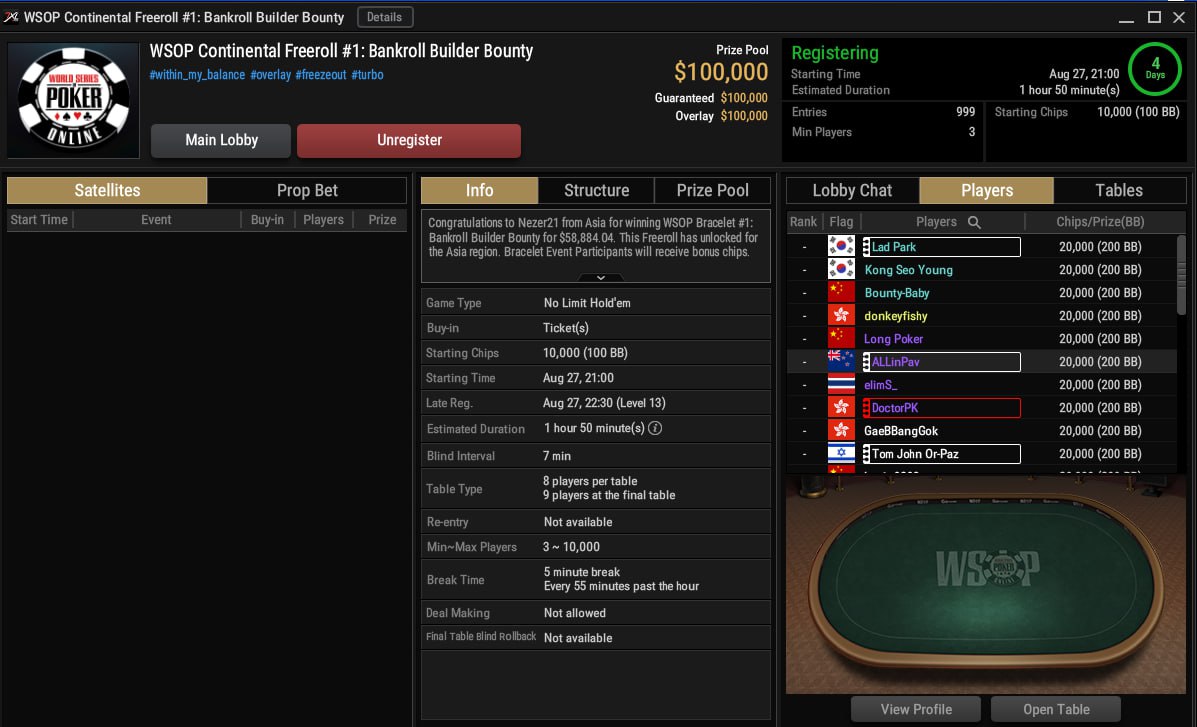 WSOP Continental Freeroll #1: Bankroll Builder Bounty
Details
WORLD SERIES
OF
POKER
ONLINE
WSOP Continental Freeroll #1: Bankroll Builder Bounty
#within_my_balance #overlay #freezeout #turbo
Main Lobby
Unregister
Prize Pool
$100,000
Guaranteed $100,000
Overlay $100,000
Registering
Starting Time Aug 27, 21:00
Estimated Duration 1 hour 50 minute(s)
4
Days
Entries 999
Min Players 3
Starting Chips 10,000 (100 BB)
Satellites
Prop Bet
Start Time Event Buy-in Players Prize
Info
Structure
Prize Pool
Congratulations to Nezer21 from Asia for winning WSOP Bracelet #1:
Bankroll Builder Bounty for $58,884.04. This Freeroll has unlocked for
the Asia region. Bracelet Event Participants will receive bonus chips.
Game Type No Limit Hold'em
Buy-in Ticket(s)
Starting Chips 10,000 (100 BB)
Starting Time Aug 27, 21:00
Late Reg. Aug 27, 22:30 (Level 13)
Estimated Duration 1 hour 50 minute(s)
Blind Interval 7 min
Table Type 8 players per table
9 players at the final table
Re-entry Not available
Min~Max Players 3 ~ 10,000
Break Time 5 minute break
Every 55 minutes past the hour
Deal Making Not allowed
Final Table Blind Rollback Not available
Lobby Chat
Players
Tables
Rank Flag Players Chips/Prize(BB)
- Lad Park 20,000 (200 BB)
- Kong Seo Young 20,000 (200 BB)
- Bounty-Baby 20,000 (200 BB)
- donkeyfishy 20,000 (200 BB)
- Long Poker 20,000 (200 BB)
- ALLinPav 20,000 (200 BB)
- elimS_ 20,000 (200 BB)
- DoctorPK 20,000 (200 BB)
- GaeBBangGok 20,000 (200 BB)
- Tom John Or-Paz 20,000 (200 BB)
WSOP
View Profile
Open Table